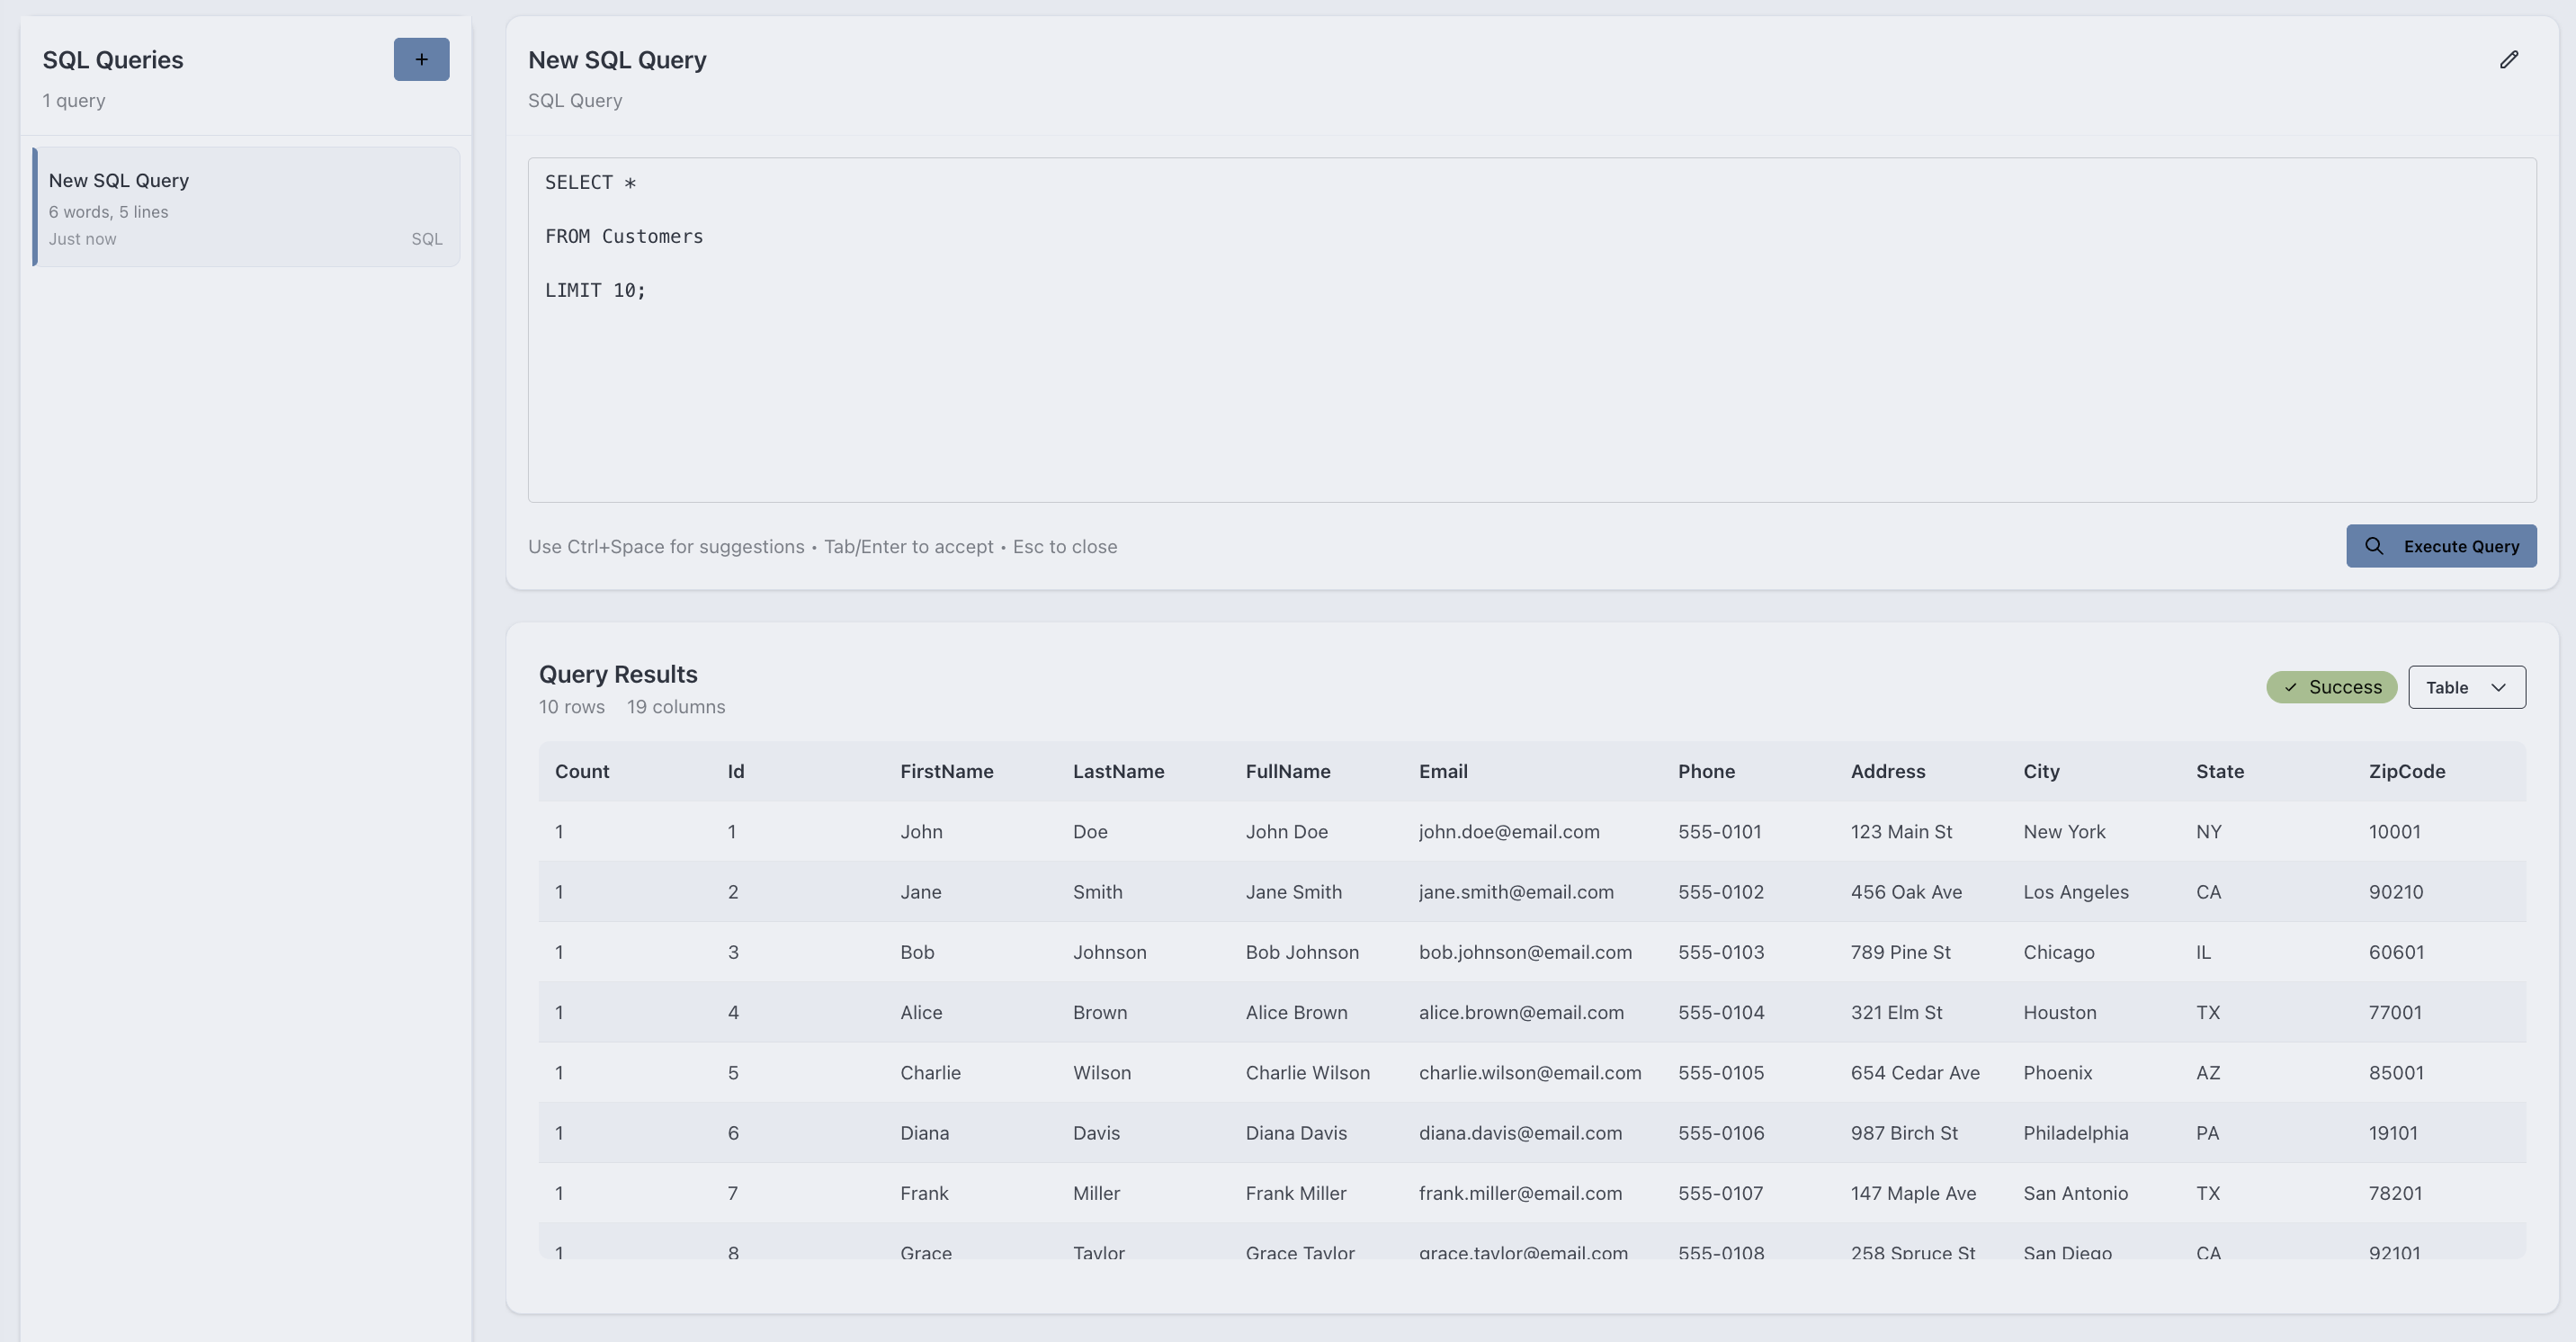 SQL Queries
+
1 query
New SQL Query
6 words, 5 lines
Just now SQL
New SQL Query
SQL Query
SELECT *
FROM Customers
LIMIT 10;
Use Ctrl+Space for suggestions • Tab/Enter to accept • Esc to close
Execute Query
Query Results
10 rows 19 columns
Success
Table
Count Id FirstName LastName FullName Email Phone Address City State ZipCode
1 1 John Doe John Doe john.doe@email.com 555-0101 123 Main St New York NY 10001
1 2 Jane Smith Jane Smith jane.smith@email.com 555-0102 456 Oak Ave Los Angeles CA 90210
1 3 Bob Johnson Bob Johnson bob.johnson@email.com 555-0103 789 Pine St Chicago IL 60601
1 4 Alice Brown Alice Brown alice.brown@email.com 555-0104 321 Elm St Houston TX 77001
1 5 Charlie Wilson Charlie Wilson charlie.wilson@email.com 555-0105 654 Cedar Ave Phoenix AZ 85001
1 6 Diana Davis Diana Davis diana.davis@email.com 555-0106 987 Birch St Philadelphia PA 19101
1 7 Frank Miller Frank Miller frank.miller@email.com 555-0107 147 Maple Ave San Antonio TX 78201
1 8 Grace Taylor Grace Taylor grace.taylor@email.com 555-0108 258 Spruce St San Diego CA 92101